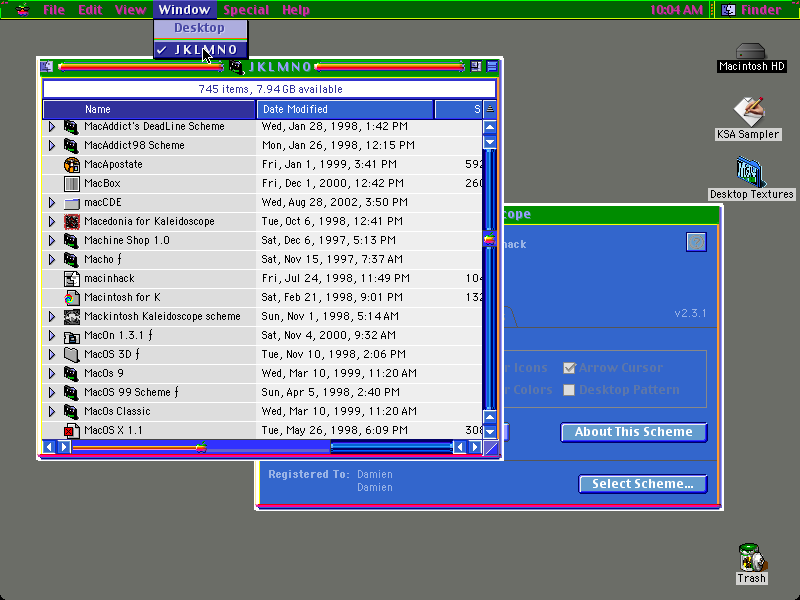 File Edit View Window Special Help 10:04 AM Finder
Desktop
✓ JKLMNO
JKLMNO
745 items, 7.94 GB available
Name Date Modified S
MacAddict's DeadLine Scheme Wed, Jan 28, 1998, 1:42 PM
MacAddict98 Scheme Mon, Jan 26, 1998, 12:15 PM
MacApostate Fri, Jan 1, 1999, 3:41 PM 592
MacBox Fri, Dec 1, 2000, 12:42 PM 260
macCDE Wed, Aug 28, 2002, 3:50 PM
Macedonia for Kaleidoscope Tue, Oct 6, 1998, 12:41 PM
Machine Shop 1.0 Sat, Dec 6, 1997, 5:13 PM
Macho ƒ Sat, Nov 15, 1997, 7:37 AM
macinhack Fri, Jul 24, 1998, 11:49 PM 104
Macintosh for K Sat, Feb 21, 1998, 9:01 PM 132
Mackintosh Kaleidoscope scheme Sun, Nov 1, 1998, 5:14 AM
MacOn 1.3.1 ƒ Sat, Nov 4, 2000, 9:32 AM
MacOS 3D ƒ Tue, Nov 10, 1998, 2:06 PM
MacOs 9 Wed, Mar 10, 1999, 11:20 AM
MacOS 99 Scheme ƒ Sun, Apr 5, 1998, 2:40 PM
MacOs Classic Wed, Mar 10, 1999, 11:20 AM
MacOS X 1.1 Tue, May 26, 1998, 6:09 PM 308
Macintosh HD
KSA Sampler
Desktop Textures
cope
hack
v2.3.1
r Icons Arrow Cursor
r Colors Desktop Pattern
About This Scheme
Registered To: Damien
Damien
Select Scheme...
Trash